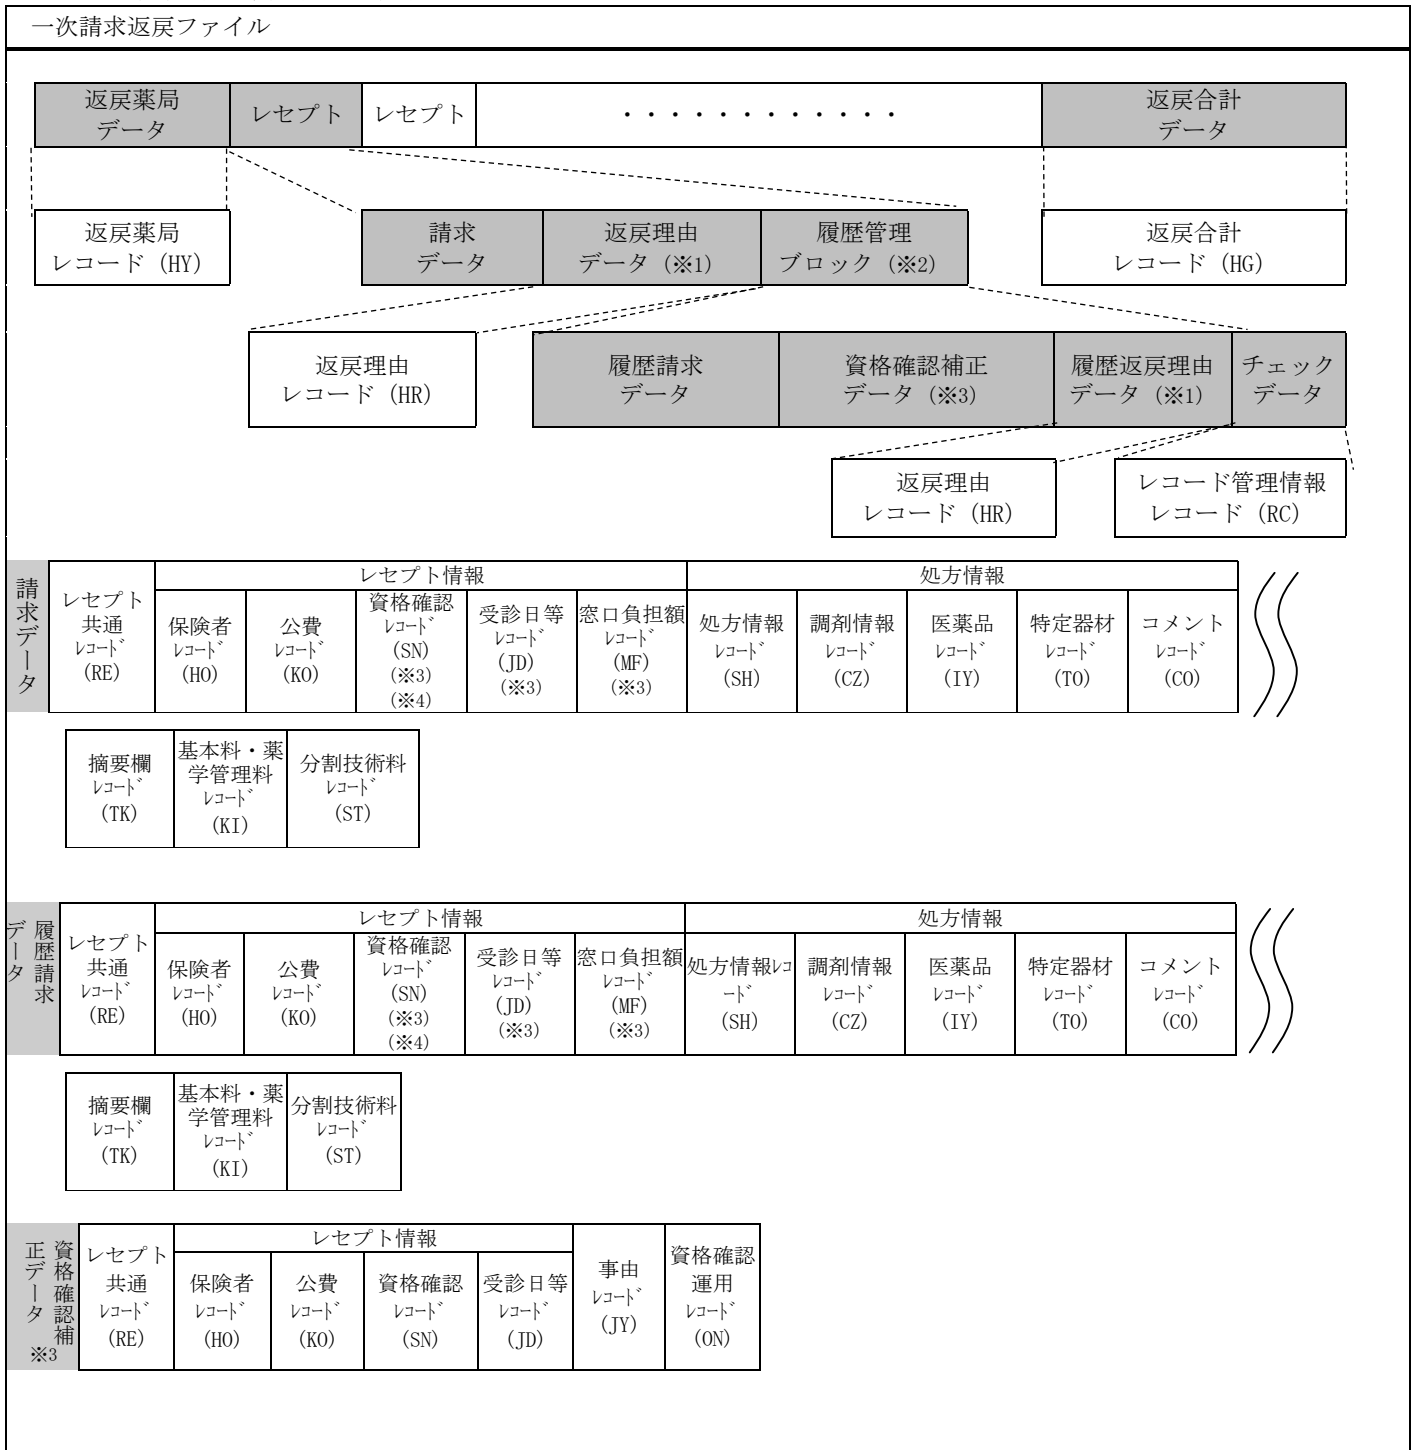 一次請求返戻ファイル
返戻薬局
データ
レセプト
レセプト
・・・・・・・・・・・・
返戻合計
データ
返戻薬局
レコード（HY）
請求
データ
返戻理由
データ（※1）
履歴管理
ブロック（※2）
返戻合計
レコード（HG）
返戻理由
レコード（HR）
履歴請求
データ
資格確認補正
データ（※3）
履歴返戻理由
データ（※1）
チェック
データ
返戻理由
レコード（HR）
レコード管理情報
レコード（RC）
請求データ
レセプト
共通
ﾚｺｰﾄﾞ
(RE)
レセプト情報
保険者
ﾚｺｰﾄﾞ
(HO)
公費
ﾚｺｰﾄﾞ
(KO)
資格確認
ﾚｺｰﾄﾞ
(SN)
(※3)
(※4)
受診日等
ﾚｺｰﾄﾞ
(JD)
(※3)
窓口負担額
ﾚｺｰﾄﾞ
(MF)
(※3)
処方情報
処方情報
ﾚｺｰﾄﾞ
(SH)
調剤情報
ﾚｺｰﾄﾞ
(CZ)
医薬品
ﾚｺｰﾄﾞ
(IY)
特定器材
ﾚｺｰﾄﾞ
(TO)
コメント
ﾚｺｰﾄﾞ
(CO)
摘要欄
ﾚｺｰﾄﾞ
(TK)
基本料・薬
学管理料
ﾚｺｰﾄﾞ
(KI)
分割技術料
ﾚｺｰﾄﾞ
(ST)
履歴請求
データ
レセプト
共通
ﾚｺｰﾄﾞ
(RE)
レセプト情報
保険者
ﾚｺｰﾄﾞ
(HO)
公費
ﾚｺｰﾄﾞ
(KO)
資格確認
ﾚｺｰﾄﾞ
(SN)
(※3)
(※4)
受診日等
ﾚｺｰﾄﾞ
(JD)
(※3)
窓口負担額
ﾚｺｰﾄﾞ
(MF)
(※3)
処方情報
処方情報ﾚｺ
ｰﾄﾞ
(SH)
調剤情報
ﾚｺｰﾄﾞ
(CZ)
医薬品
ﾚｺｰﾄﾞ
(IY)
特定器材
ﾚｺｰﾄﾞ
(TO)
コメント
ﾚｺｰﾄﾞ
(CO)
摘要欄
ﾚｺｰﾄﾞ
(TK)
基本料・薬
学管理料
ﾚｺｰﾄﾞ
(KI)
分割技術料
ﾚｺｰﾄﾞ
(ST)
資格確認補
正データ
※3
レセプト
共通
ﾚｺｰﾄﾞ
(RE)
レセプト情報
保険者
ﾚｺｰﾄﾞ
(HO)
公費
ﾚｺｰﾄﾞ
(KO)
資格確認
ﾚｺｰﾄﾞ
(SN)
受診日等
ﾚｺｰﾄﾞ
(JD)
事由
ﾚｺｰﾄﾞ
(JY)
資格確認
運用
ﾚｺｰﾄﾞ
(ON)